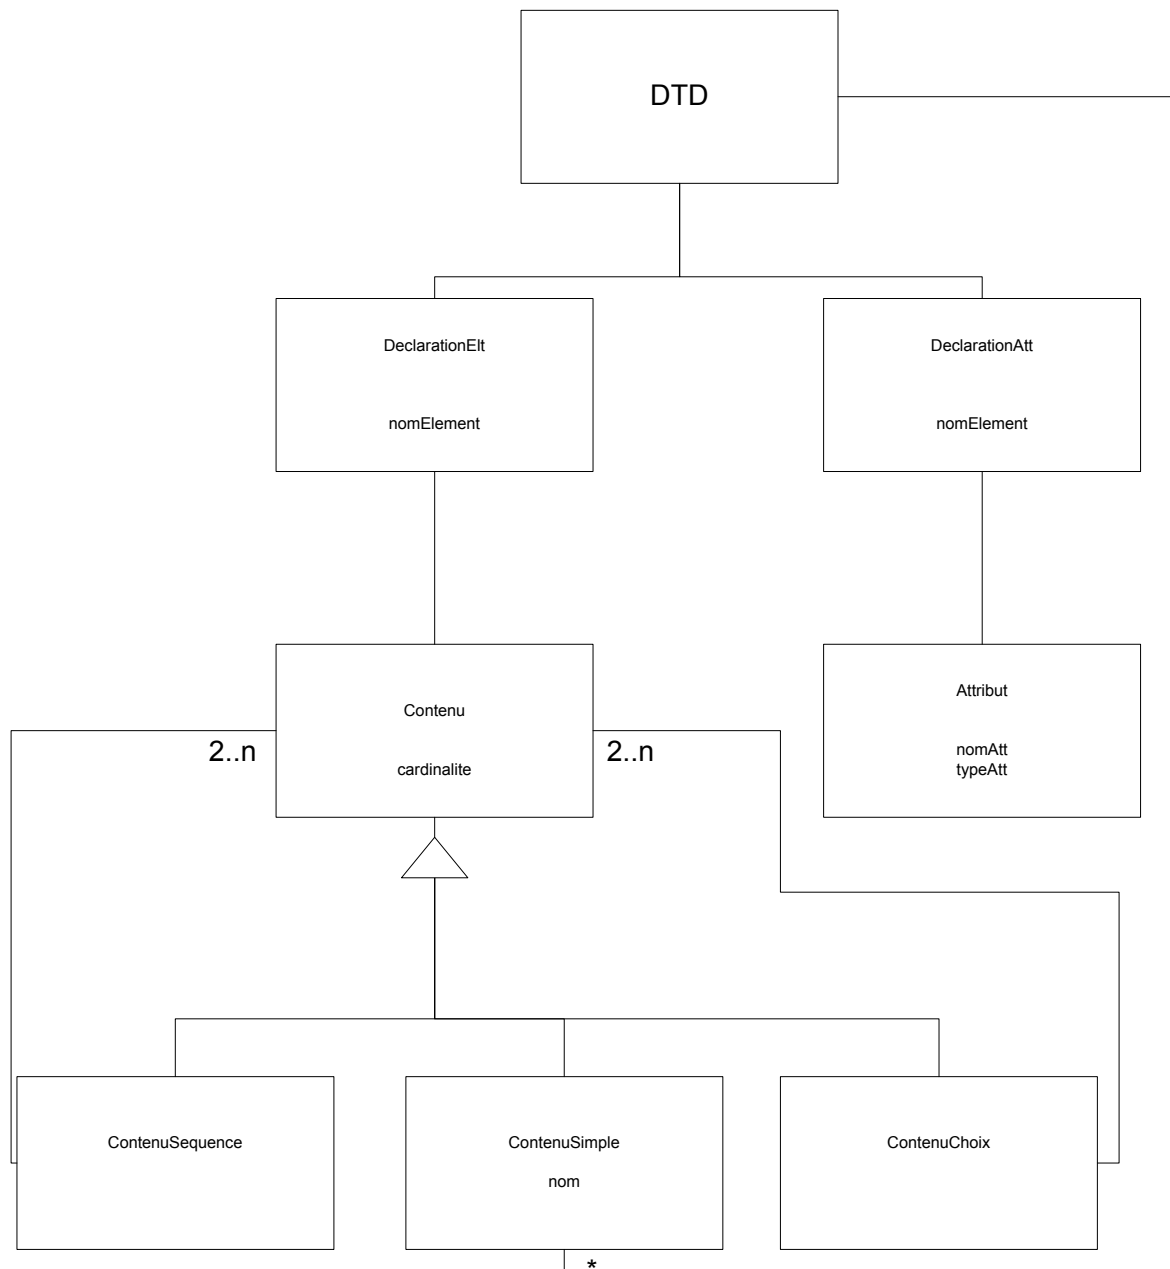 DTD
DeclarationElt
nomElement
DeclarationAtt
nomElement
Contenu
cardinalite
2..n
2..n
Attribut
nomAtt
typeAtt
ContenuSequence
ContenuSimple
nom
ContenuChoix
*